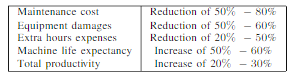 Maintenance cost Reduction of 50% − 80%
Equipment damages Reduction of 50% − 60%
Extra hours expenses Reduction of 20% − 50%
Machine life expectancy Increase of 50% − 60%
Total productivity Increase of 20% − 30%